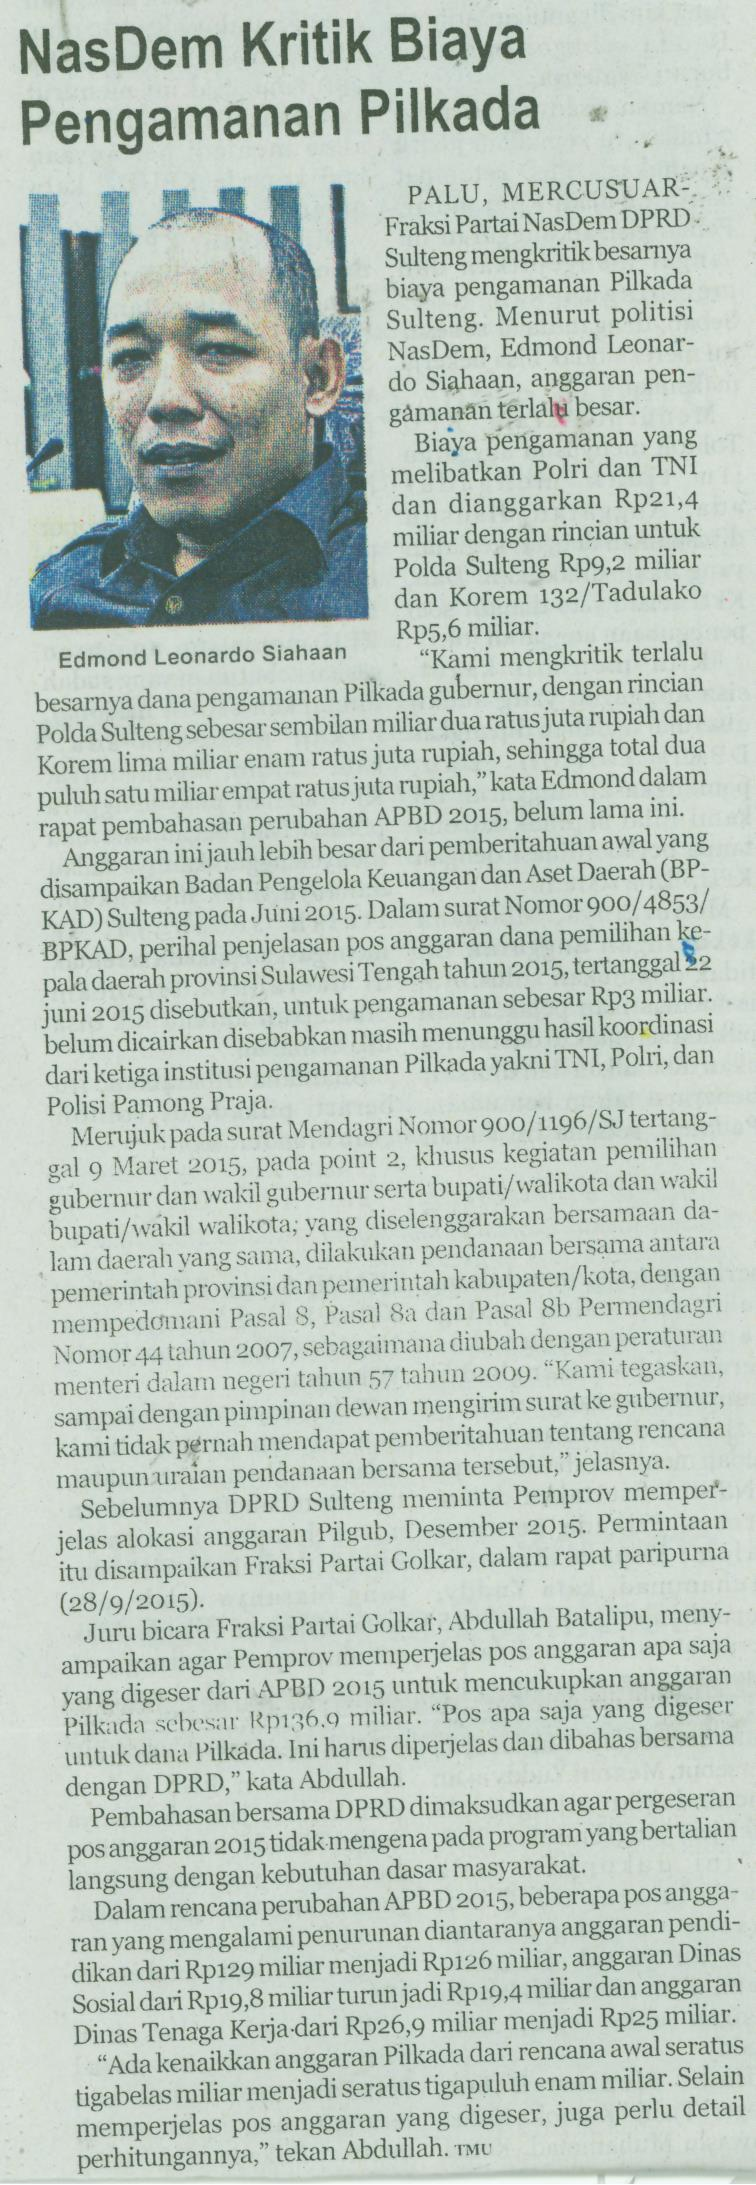 NasDem Kritik Biaya
Pengamanan Pilkada
PALU, MERCUSUAR-
Fraksi Partai NasDem DPRD
Sulteng mengkritik besarnya
biaya pengamanan Pilkada
Sulteng. Menurut politisi
NasDem, Edmond Leonar-
do Siahaan, anggaran pen-
gamanan terlalu besar.
Biaya pengamanan yang
melibatkan Polri dan TNI
dan dianggarkan Rp21,4
miliar dengan rincian untuk
Polda Sulteng Rp9,2 miliar
dan Korem 132/Tadulako
Rp5,6 miliar.
Edmond Leonardo Siahaan
“Kami mengkritik terlalu
besarnya dana pengamanan Pilkada gubernur, dengan rincian
Polda Sulteng sebesar sembilan miliar dua ratus juta rupiah dan
Korem lima miliar enam ratus juta rupiah, sehingga total dua
puluh satu miliar empat ratus juta rupiah,” kata Edmond dalam
rapat pembahasan perubahan APBD 2015, belum lama ini.
Anggaran ini jauh lebih besar dari pemberitahuan awal yang
disampaikan Badan Pengelola Keuangan dan Aset Daerah (BP-
KAD) Sulteng pada Juni 2015. Dalam surat Nomor 900/4853/
BPKAD, perihal penjelasan pos anggaran dana pemilihan ke-
pala daerah provinsi Sulawesi Tengah tahun 2015, tertanggal 22
juni 2015 disebutkan, untuk pengamanan sebesar Rp3 miliar.
belum dicairkan disebabkan masih menunggu hasil koordinasi
dari ketiga institusi pengamanan Pilkada yakni TNI, Polri, dan
Polisi Pamong Praja.
Merujuk pada surat Mendagri Nomor 900/1196/SJ tertang-
gal 9 Maret 2015, pada point 2, khusus kegiatan pemilihan
gubernur dan wakil gubernur serta bupati/walikota dan wakil
bupati/wakil walikota; yang diselenggarakan bersamaan da-
lam daerah yang sama, dilakukan pendanaan bersama antara
pemerintah provinsi dan pemerintah kabupaten/kota, dengan
mempedomani Pasal 8, Pasal 8a dan Pasal 8b Permendagri
Nomor 44 tahun 2007, sebagaimana diubah dengan peraturan
menteri dalam negeri tahun 57 tahun 2009. “Kami tegaskan,
sampai dengan pimpinan dewan mengirim surat ke gubernur,
kami tidak pernah mendapat pemberitahuan tentang rencana
maupun uraian pendanaan bersama tersebut,” jelasnya.
Sebelumnya DPRD Sulteng meminta Pemprov memper-
jelas alokasi anggaran Pilgub, Desember 2015. Permintaan
itu disampaikan Fraksi Partai Golkar, dalam rapat paripurna
(28/9/2015).
Juru bicara Fraksi Partai Golkar, Abdullah Batalipu, meny-
ampaikan agar Pemprov memperjelas pos anggaran apa saja
yang digeser dari APBD 2015 untuk mencukupkan anggaran
Pilkada sebesar Rp136,9 miliar. “Pos apa saja yang digeser
untuk dana Pilkada. Ini harus diperjelas dan dibahas bersama
dengan DPRD,” kata Abdullah.
Pembahasan bersama DPRD dimaksudkan agar pergeseran
pos anggaran 2015 tidak mengena pada program yang bertalian
langsung dengan kebutuhan dasar masyarakat.
Dalam rencana perubahan APBD 2015, beberapa pos angga-
ran yang mengalami penurunan diantaranya anggaran pendi-
dikan dari Rp129 miliar menjadi Rp126 miliar, anggaran Dinas
Sosial dari Rp19,8 miliar turun jadi Rp19,4 miliar dan anggaran
Dinas Tenaga Kerja dari Rp26,9 miliar menjadi Rp25 miliar.
“Ada kenaikkan anggaran Pilkada dari rencana awal seratus
tigabelas miliar menjadi seratus tigapuluh enam miliar. Selain
memperjelas pos anggaran yang digeser, juga perlu detail
perhitungannya,” tekan Abdullah. TMU